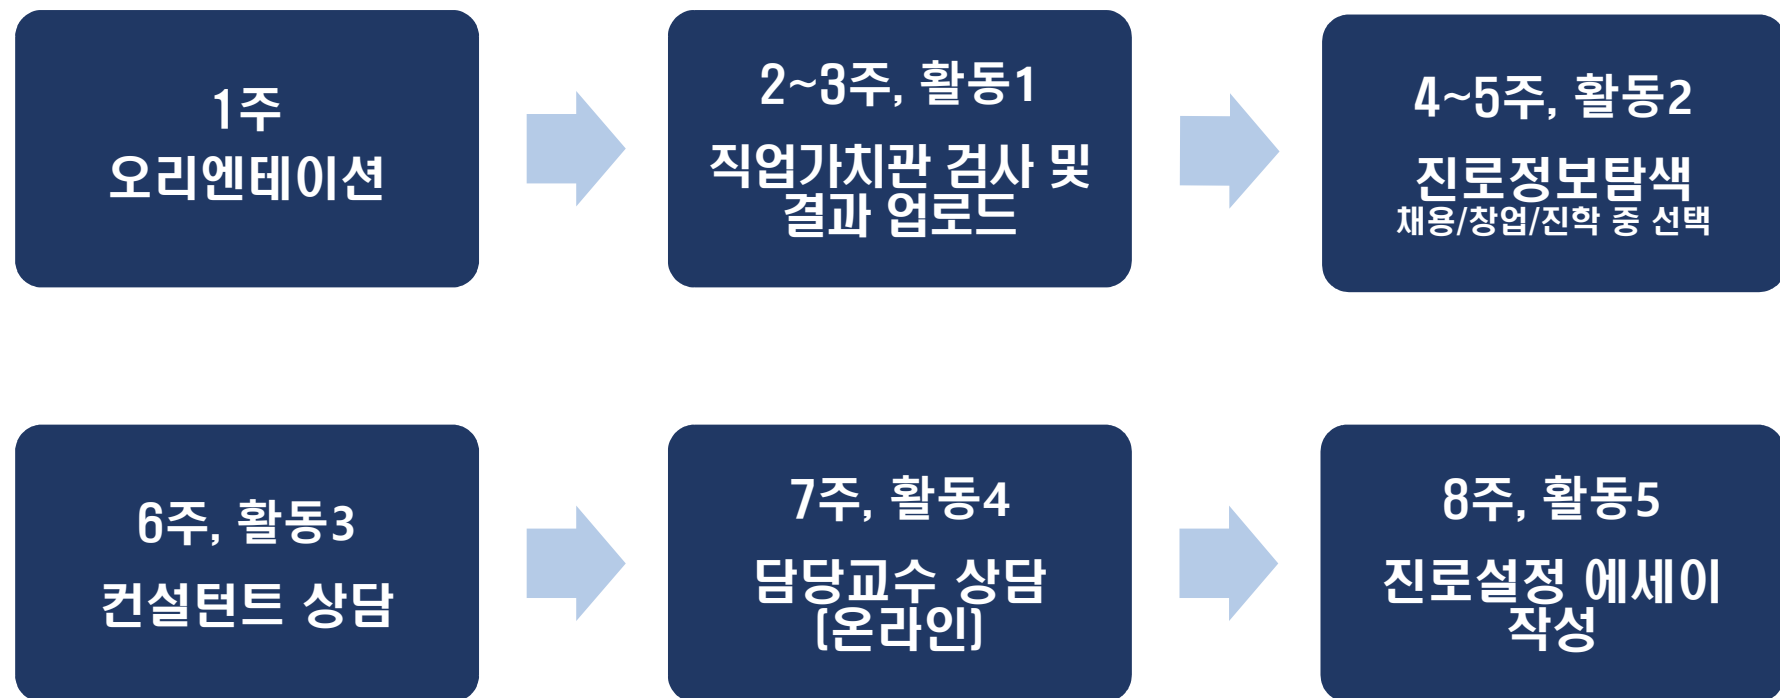 1주
오리엔테이션
2~3주, 활동1
직업가치관 검사 및
결과 업로드
4~5주, 활동2
진로정보탐색
채용/창업/진학 중 선택
6주, 활동3
컨설턴트 상담
7주, 활동4
담당교수 상담
(온라인)
8주, 활동5
진로설정 에세이
작성